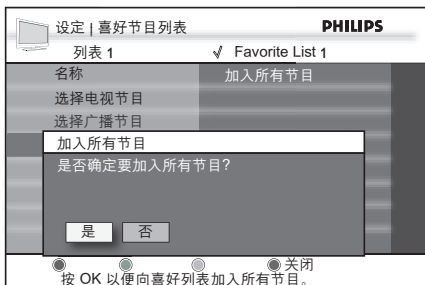 设定 | 喜好节目列表 PHILIPS
列表 1 √ Favorite List 1
名称 加入所有节目
选择电视节目
选择广播节目
加入所有节目
是否确定要加入所有节目?
是 否
关闭
按 OK 以便向喜好列表加入所有节目。